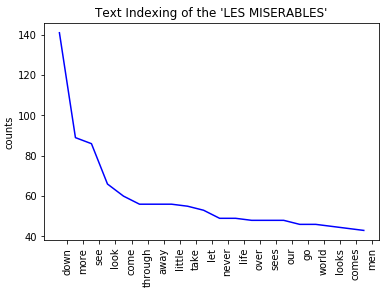 Text Indexing of the 'LES MISERABLES'
140
120
100
80
60
40
counts
down
more
see
look
come
through
away
little
take
let
never
life
over
sees
our
go
world
looks
comes
men